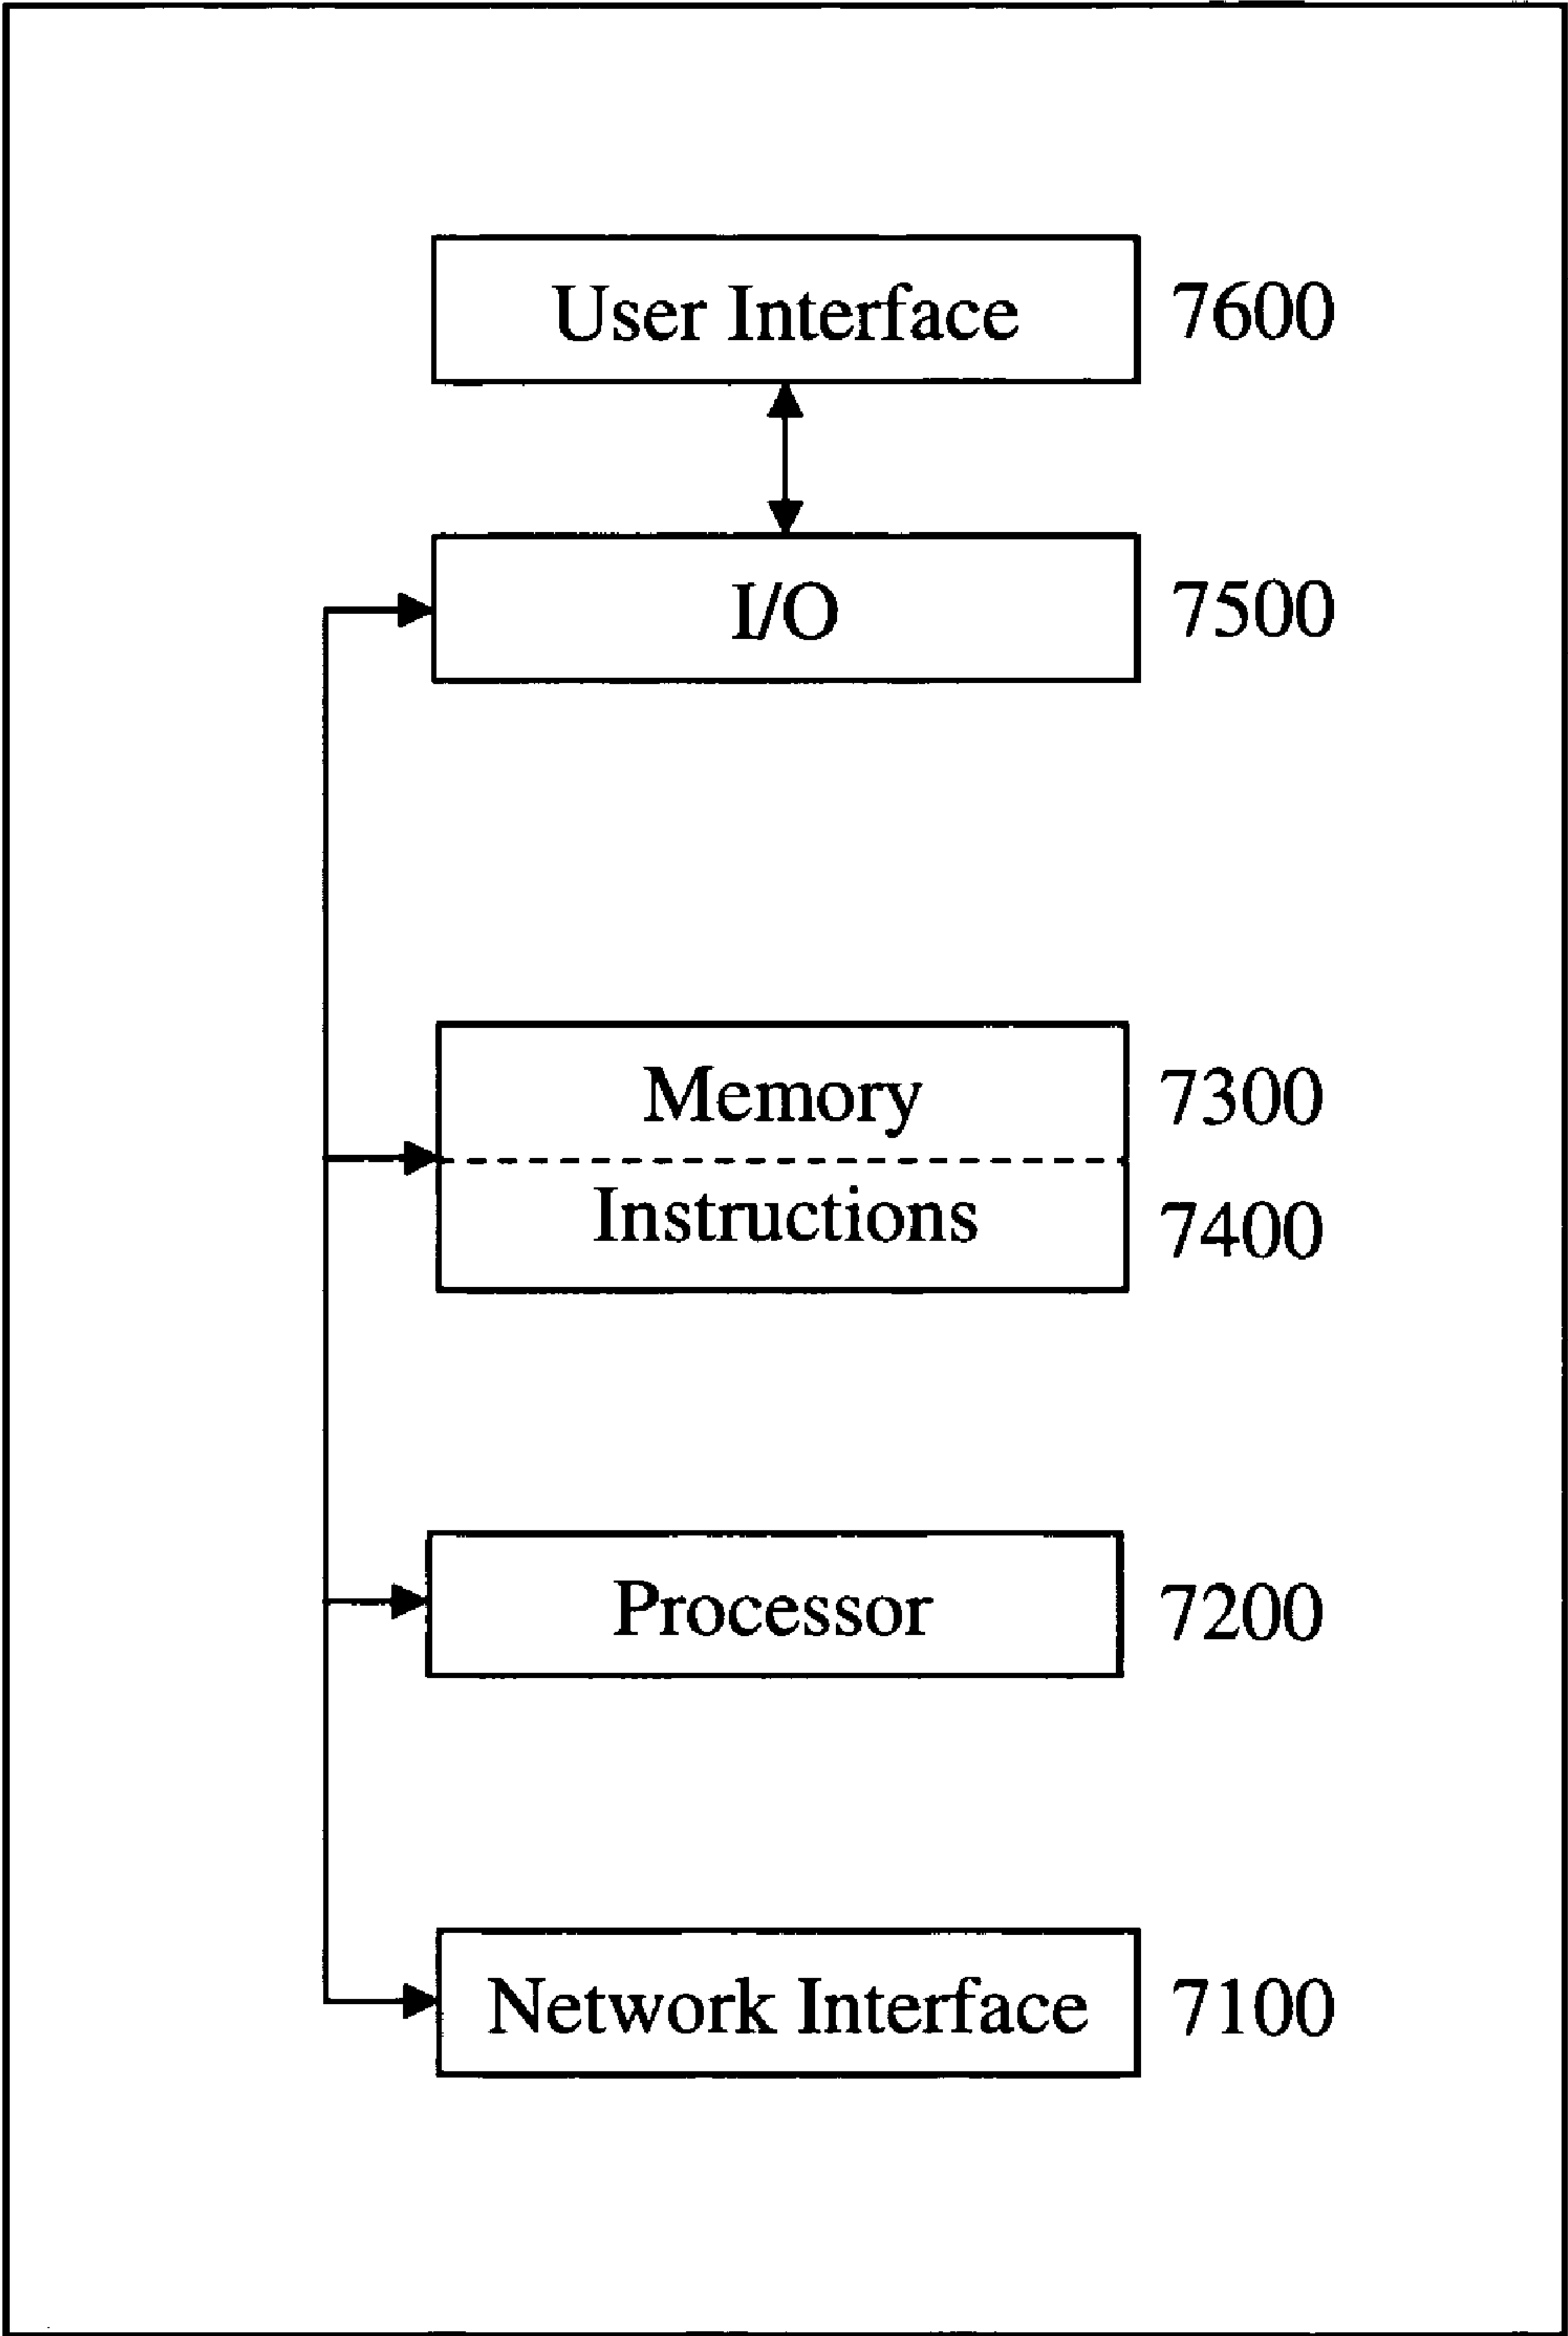 User Interface 7600
I/O 7500
Memory 7300
Instructions 7400
Processor 7200
Network Interface 7100